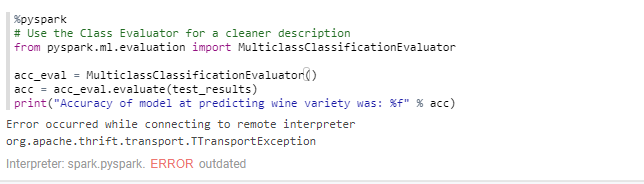 %pyspark
# Use the Class Evaluator for a cleaner description
from pyspark.ml.evaluation import MulticlassClassificationEvaluator
acc_eval = MulticlassClassificationEvaluator()
acc = acc_eval.evaluate(test_results)
print("Accuracy of model at predicting wine variety was: %f" % acc)
Error occurred while connecting to remote interpreter
org.apache.thrift.transport.TTransportException
Interpreter: spark.pyspark. ERROR outdated